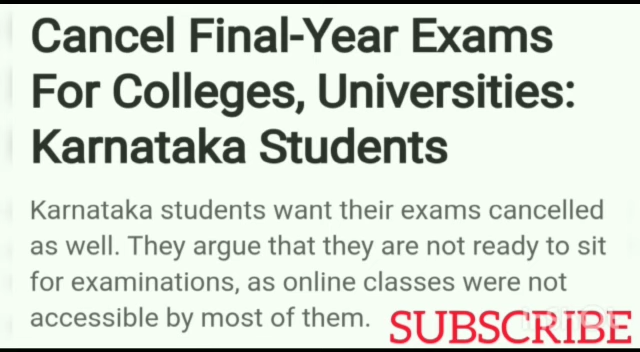 Cancel Final-Year Exams
For Colleges, Universities:
Karnataka Students
Karnataka students want their exams cancelled
as well. They argue that they are not ready to sit
for examinations, as online classes were not
accessible by most of them.
SUBSCRIBE